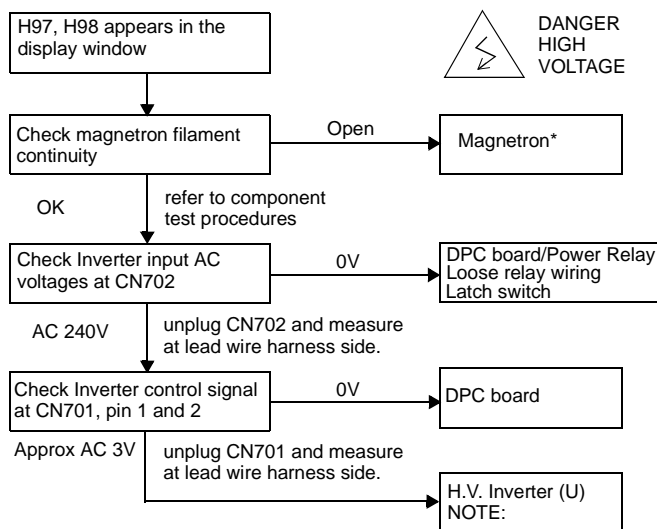 H97, H98 appears in the
display window
DANGER
HIGH
VOLTAGE
Check magnetron filament
continuity
Open
Magnetron*
OK
refer to component
test procedures
Check Inverter input AC
voltages at CN702
0V
DPC board/Power Relay
Loose relay wiring
Latch switch
AC 240V
unplug CN702 and measure
at lead wire harness side.
Check Inverter control signal
at CN701, pin 1 and 2
0V
DPC board
Approx AC 3V
unplug CN701 and measure
at lead wire harness side.
H.V. Inverter (U)
NOTE: